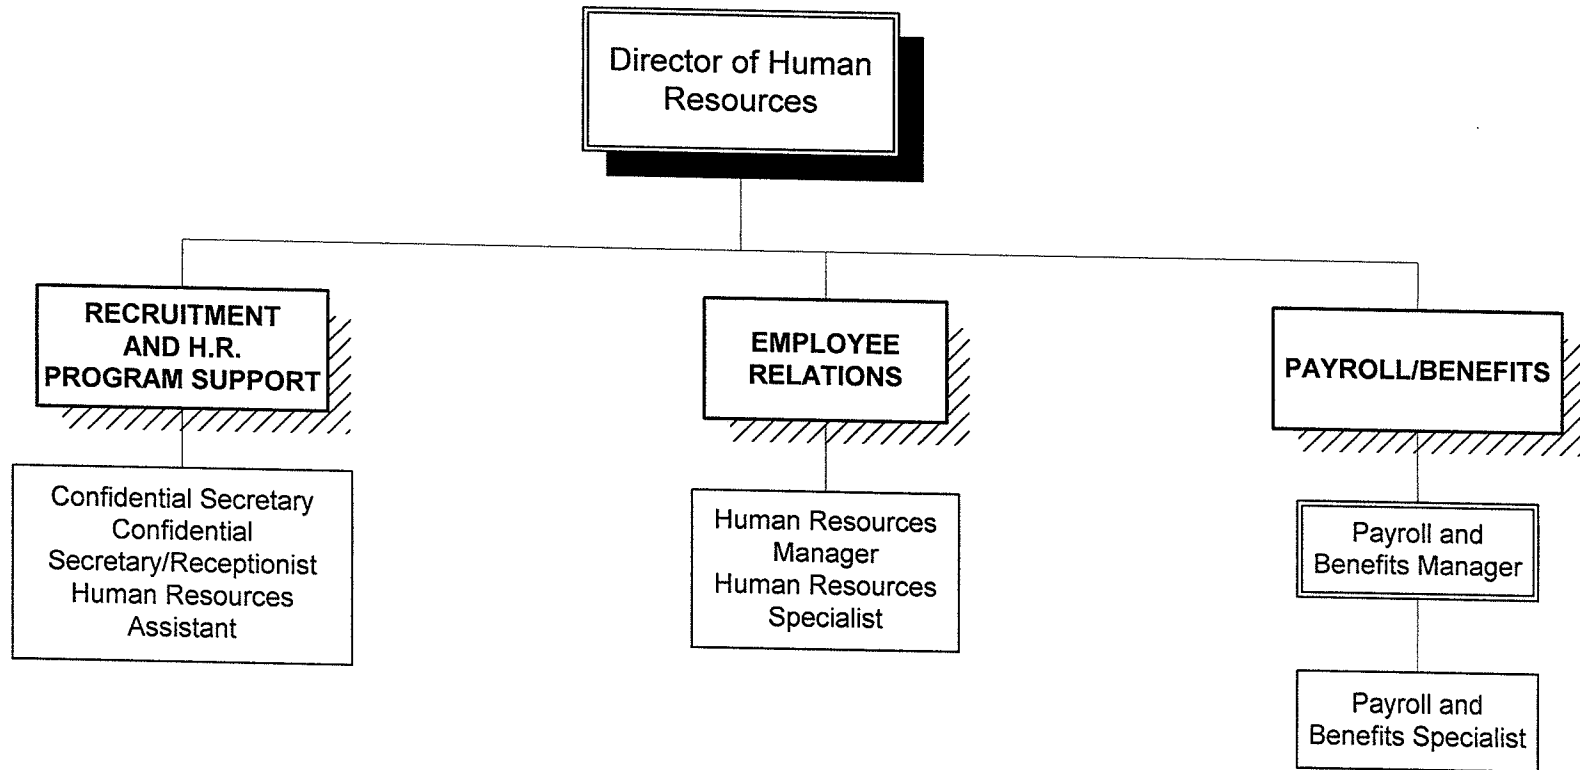 Director of Human
Resources
RECRUITMENT
AND H.R.
PROGRAM SUPPORT
EMPLOYEE
RELATIONS
PAYROLL/BENEFITS
Confidential Secretary
Confidential
Secretary/Receptionist
Human Resources
Assistant
Human Resources
Manager
Human Resources
Specialist
Payroll and
Benefits Manager
Payroll and
Benefits Specialist